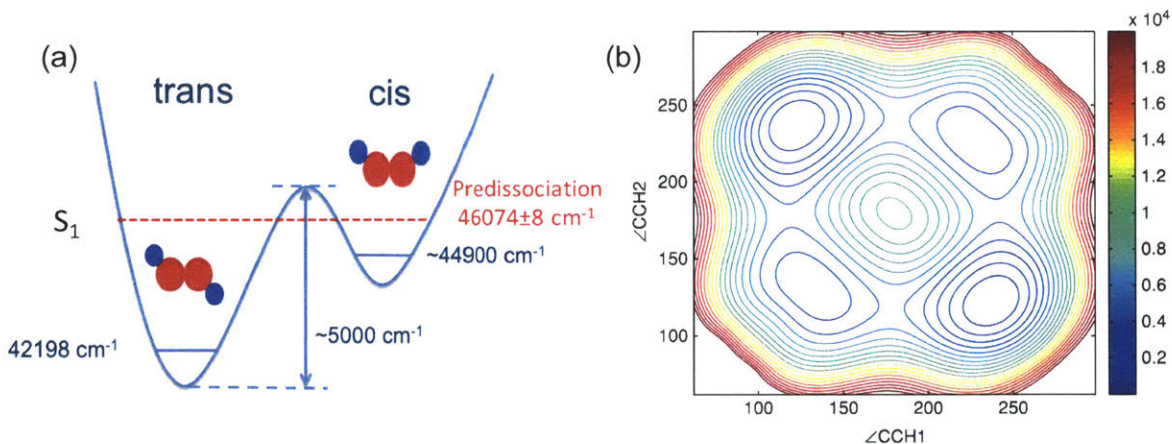 (a)
trans
cis
Predissociation
46074±8 cm⁻¹
S₁
~44900 cm⁻¹
42198 cm⁻¹
~5000 cm⁻¹
(b)
x 10⁴
250
200
150
100
∠CCH2
100
150
200
250
∠CCH1
2
1.8
1.6
1.4
1.2
1
0.8
0.6
0.4
0.2